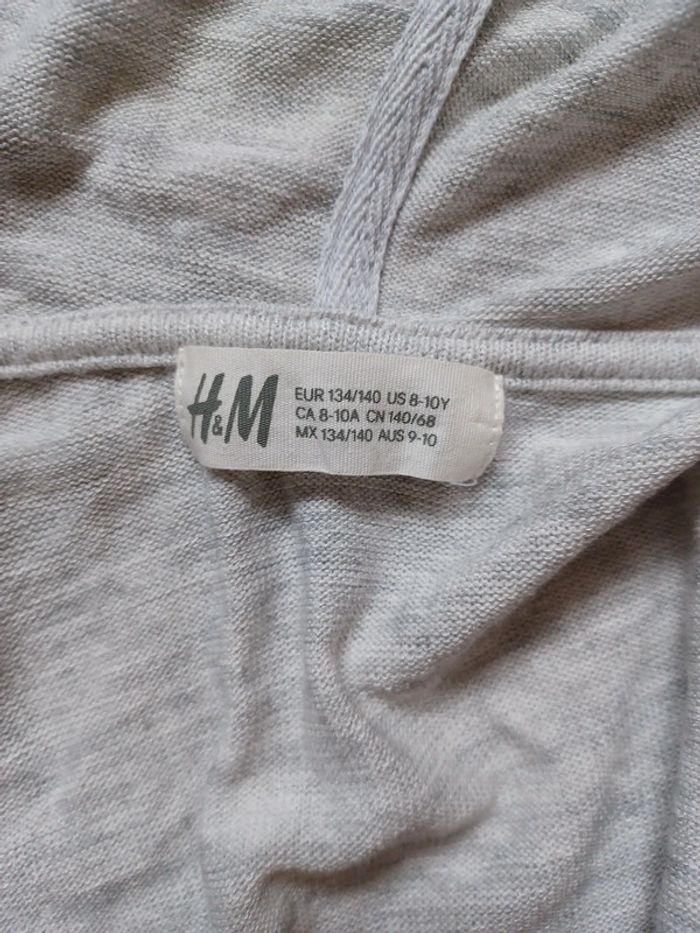 H&M
EUR 134/140 US 8-10Y
CA 8-10A CN 140/68
MX 134/140 AUS 9-10